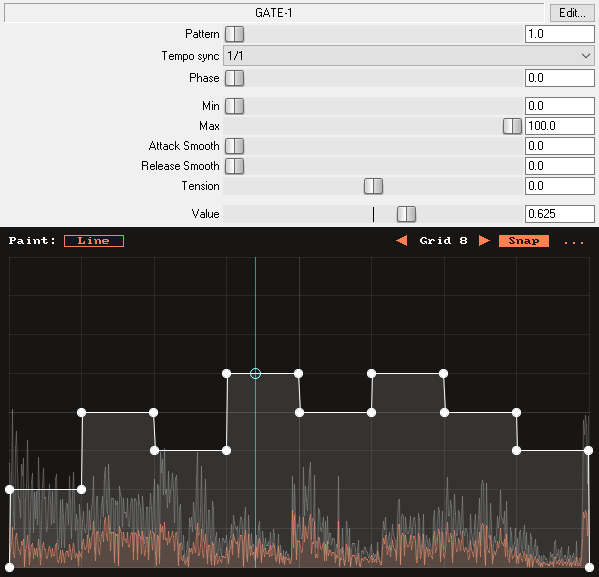 GATE-1 Edit...
Pattern 1.0
Tempo sync 1/1
Phase 0.0
Min 0.0
Max 100.0
Attack Smooth 0.0
Release Smooth 0.0
Tension 0.0
Value 0.625
Paint: Line Grid 8 Snap ...